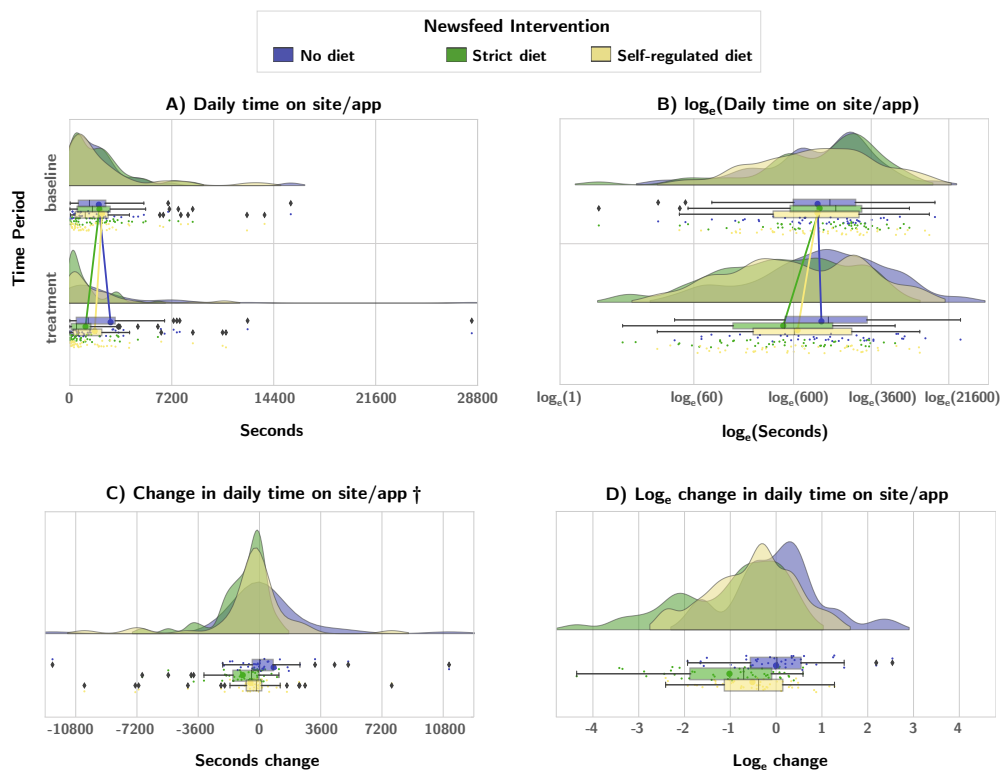 Newsfeed Intervention
No diet Strict diet Self-regulated diet
A) Daily time on site/app
B) logₑ(Daily time on site/app)
Time Period
baseline
treatment
0 7200 14400 21600 28800
Seconds
logₑ(1) logₑ(60) logₑ(600) logₑ(3600) logₑ(21600)
logₑ(Seconds)
C) Change in daily time on site/app †
D) Logₑ change in daily time on site/app
-10800 -7200 -3600 0 3600 7200 10800
Seconds change
-4 -3 -2 -1 0 1 2 3 4
Logₑ change